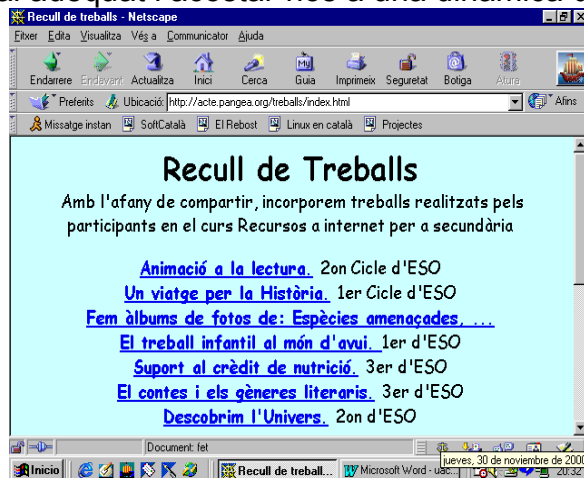 Recull de treballs - Netscape
Fitxer Edita Visualitza Vés a Communicator Ajuda
Endarrere Endavant Actualitza Inici Cerca Guia Imprimeix Seguretat Botiga Atura
Preferits Ubicació: http://acte.pangea.org/treballs/index.html Afins
Missatge instan SoftCatalà El Rebost Linux en català Projectes
Recull de Treballs
Amb l'afany de compartir, incorporem treballs realitzats pels
participants en el curs Recursos a internet per a secundària
Animació a la lectura. 2on Cicle d'ESO
Un viatge per la Història. 1er Cicle d'ESO
Fem àlbums de fotos de: Espècies amenaçades, ...
El treball infantil al món d'avui. 1er d'ESO
Suport al crèdit de nutrició. 3er d'ESO
El contes i els gèneres literaris. 3er d'ESO
Descobrim l'Univers. 2on d'ESO
Document: fet
jueves, 30 de noviembre de 2000
Inicio Recull de treball... Microsoft Word - uac... 20:32